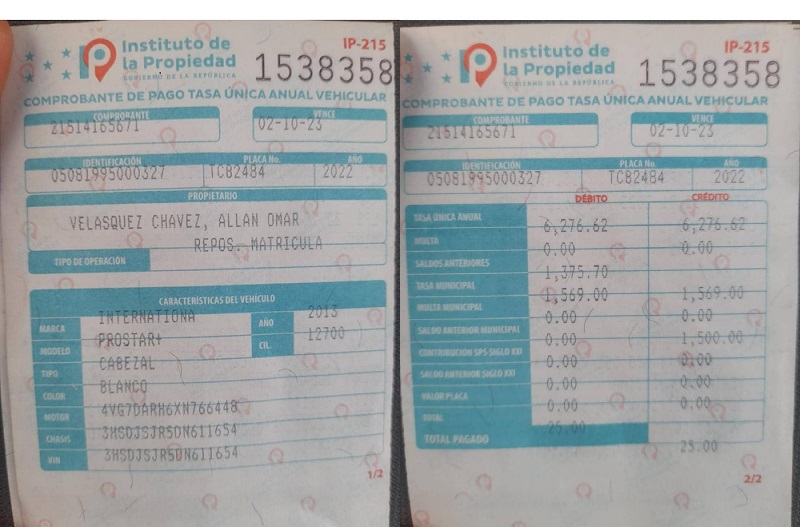 Instituto de
la Propiedad
GOBIERNO DE LA REPÚBLICA
IP-215
1538358
COMPROBANTE DE PAGO TASA ÚNICA ANUAL VEHICULAR
COMPROBANTE
21514165671
VENCE
02-10-23
IDENTIFICACIÓN
05081995000327
PLACA No.
TCB2484
AÑO
2022
PROPIETARIO
VELASQUEZ CHAVEZ, ALLAN OMAR
REPOS. MATRICULA
TIPO DE OPERACIÓN
CARACTERÍSTICAS DEL VEHÍCULO
MARCA INTERNATIONA AÑO 2013
MODELO PROSTAR+ CIL. 12700
TIPO CABEZAL
COLOR BLANCO
MOTOR 4VG7DARH6XN766448
CHASIS 3HSDJSJR5DN611654
VIN 3HSDJSJR5DN611654
1/2
Instituto de
la Propiedad
GOBIERNO DE LA REPÚBLICA
IP-215
1538358
COMPROBANTE DE PAGO TASA ÚNICA ANUAL VEHICULAR
COMPROBANTE
21514165671
VENCE
02-10-23
IDENTIFICACIÓN
05081995000327
PLACA No.
TCB2484
AÑO
2022
DÉBITO CRÉDITO
TASA ÚNICA ANUAL 6,276.62 6,276.62
MULTA 0.00 0.00
SALDOS ANTERIORES 1,375.70
TASA MUNICIPAL 1,569.00 1,569.00
MULTA MUNICIPAL 0.00 0.00
SALDO ANTERIOR MUNICIPAL 0.00 1,500.00
CONTRIBUCIÓN SPS SIGLO XXI 0.00 0.00
SALDO ANTERIOR SIGLO XXI 0.00 0.00
VALOR PLACA 0.00 0.00
TOTAL 25.00
TOTAL PAGADO 25.00
2/2